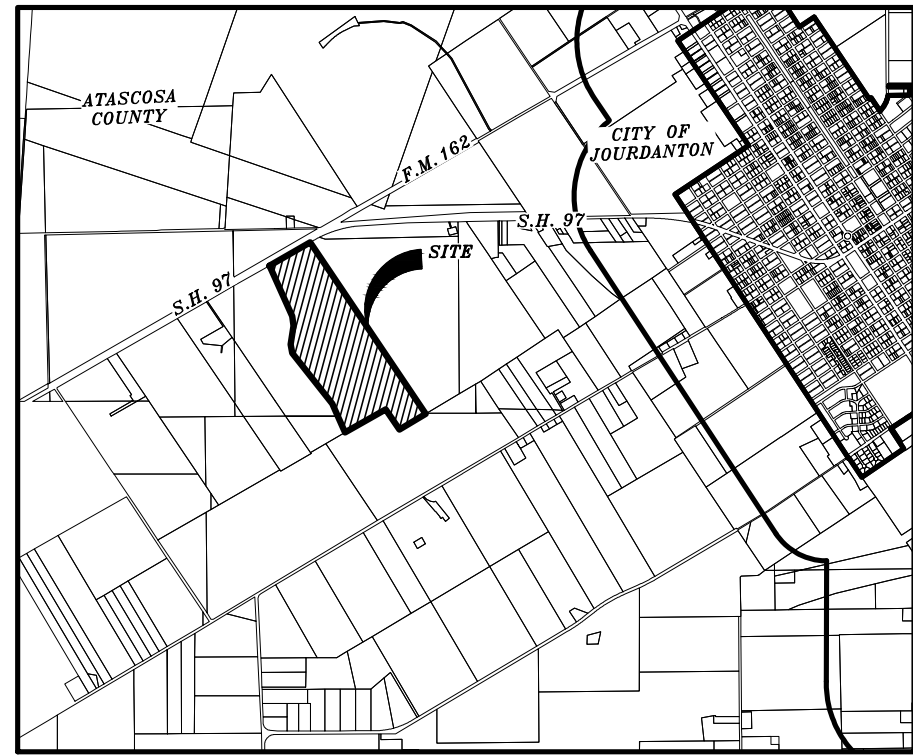 ATASCOSA
COUNTY
CITY OF
JOURDANTON
F.M. 162
S.H. 97
SITE
S.H. 97